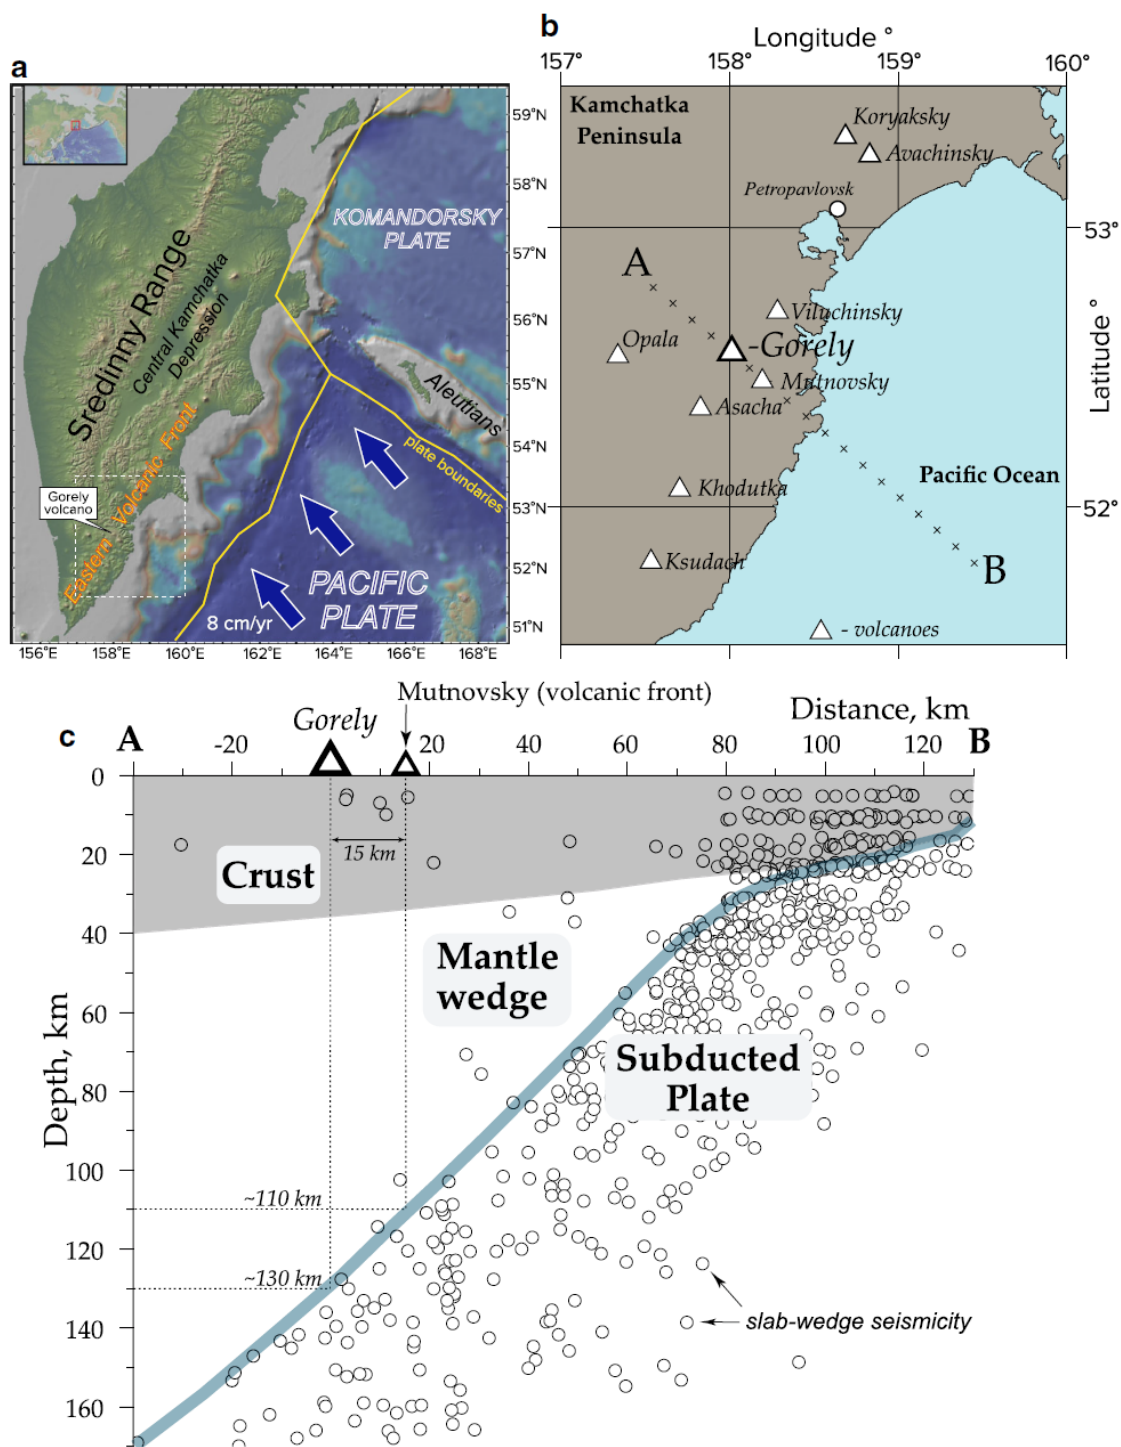 a
59°N
58°N
KOMANDORSKY
PLATE
57°N
Sredinny Range
Central Kamchatka
Depression
56°N
55°N
Aleutians
54°N
plate boundaries
Eastern Volcanic Front
Gorely
volcano
53°N
52°N
PACIFIC
PLATE
8 cm/yr
51°N
156°E
158°E
160°E
162°E
164°E
166°E
168°E
b
Longitude °
157°
158°
159°
160°
Kamchatka
Peninsula
Koryaksky
Avachinsky
Petropavlovsk
53°
A
Viluchinsky
Opala
-Gorely
Mutnovsky
Asacha
Latitude °
Pacific Ocean
Khodutka
52°
Ksudach
B
- volcanoes
c
Mutnovsky (volcanic front)
Gorely
Distance, km
A
-20
20
40
60
80
100
120
B
0
15 km
20
Crust
40
Mantle
wedge
60
Subducted
Plate
Depth, km
80
100
~110 km
120
~130 km
140
slab-wedge seismicity
160